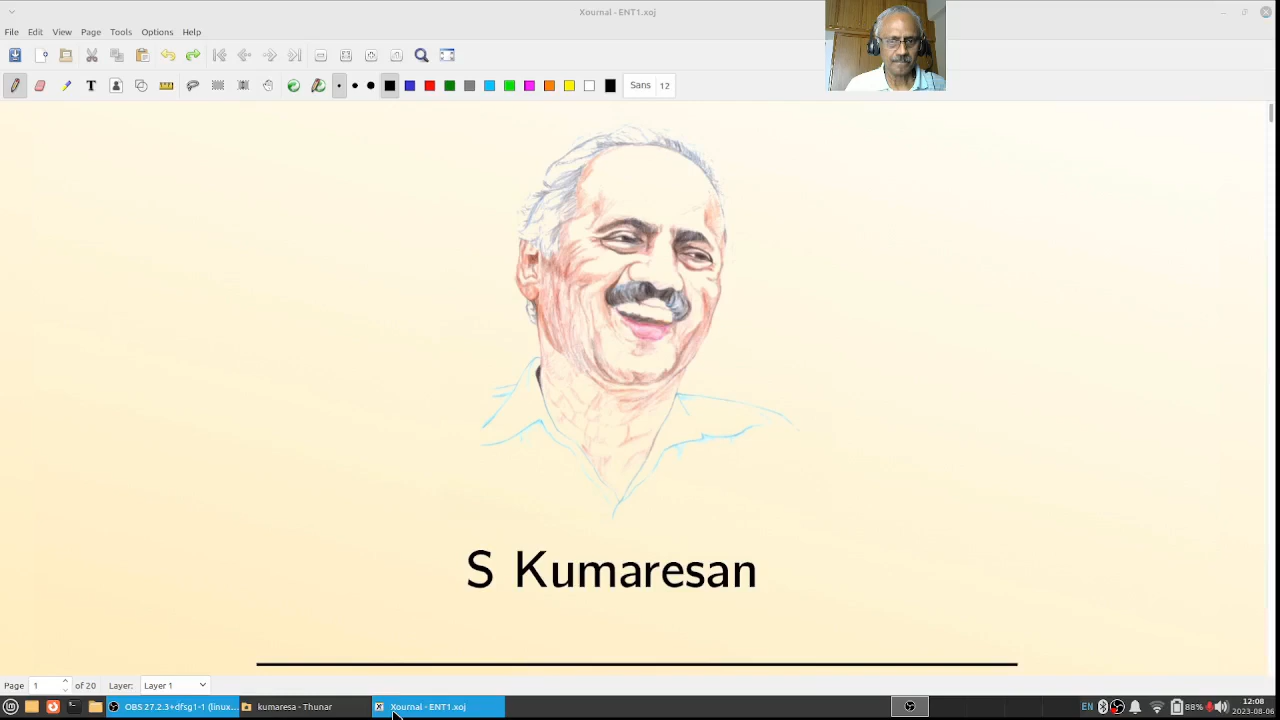 Xournal - ENT1.xoj
File Edit View Page Tools Options Help
T Sans 12
S Kumaresan
Page 1 of 20 Layer: Layer 1
OBS 27.2.3+dfsg1-1 (linux... kumaresa - Thunar Xournal - ENT1.xoj EN 88% 12:08
2023-08-06